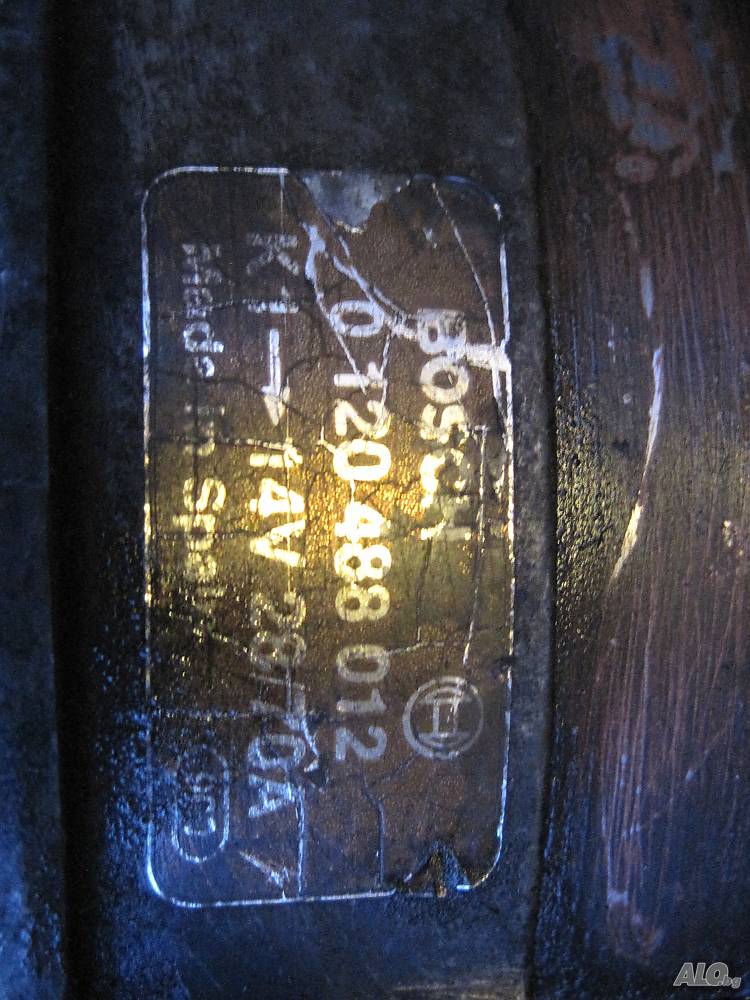 BOSCH
0 120 488 012
K1 → 14V 28/70A
Made in Spain
ALO.bg